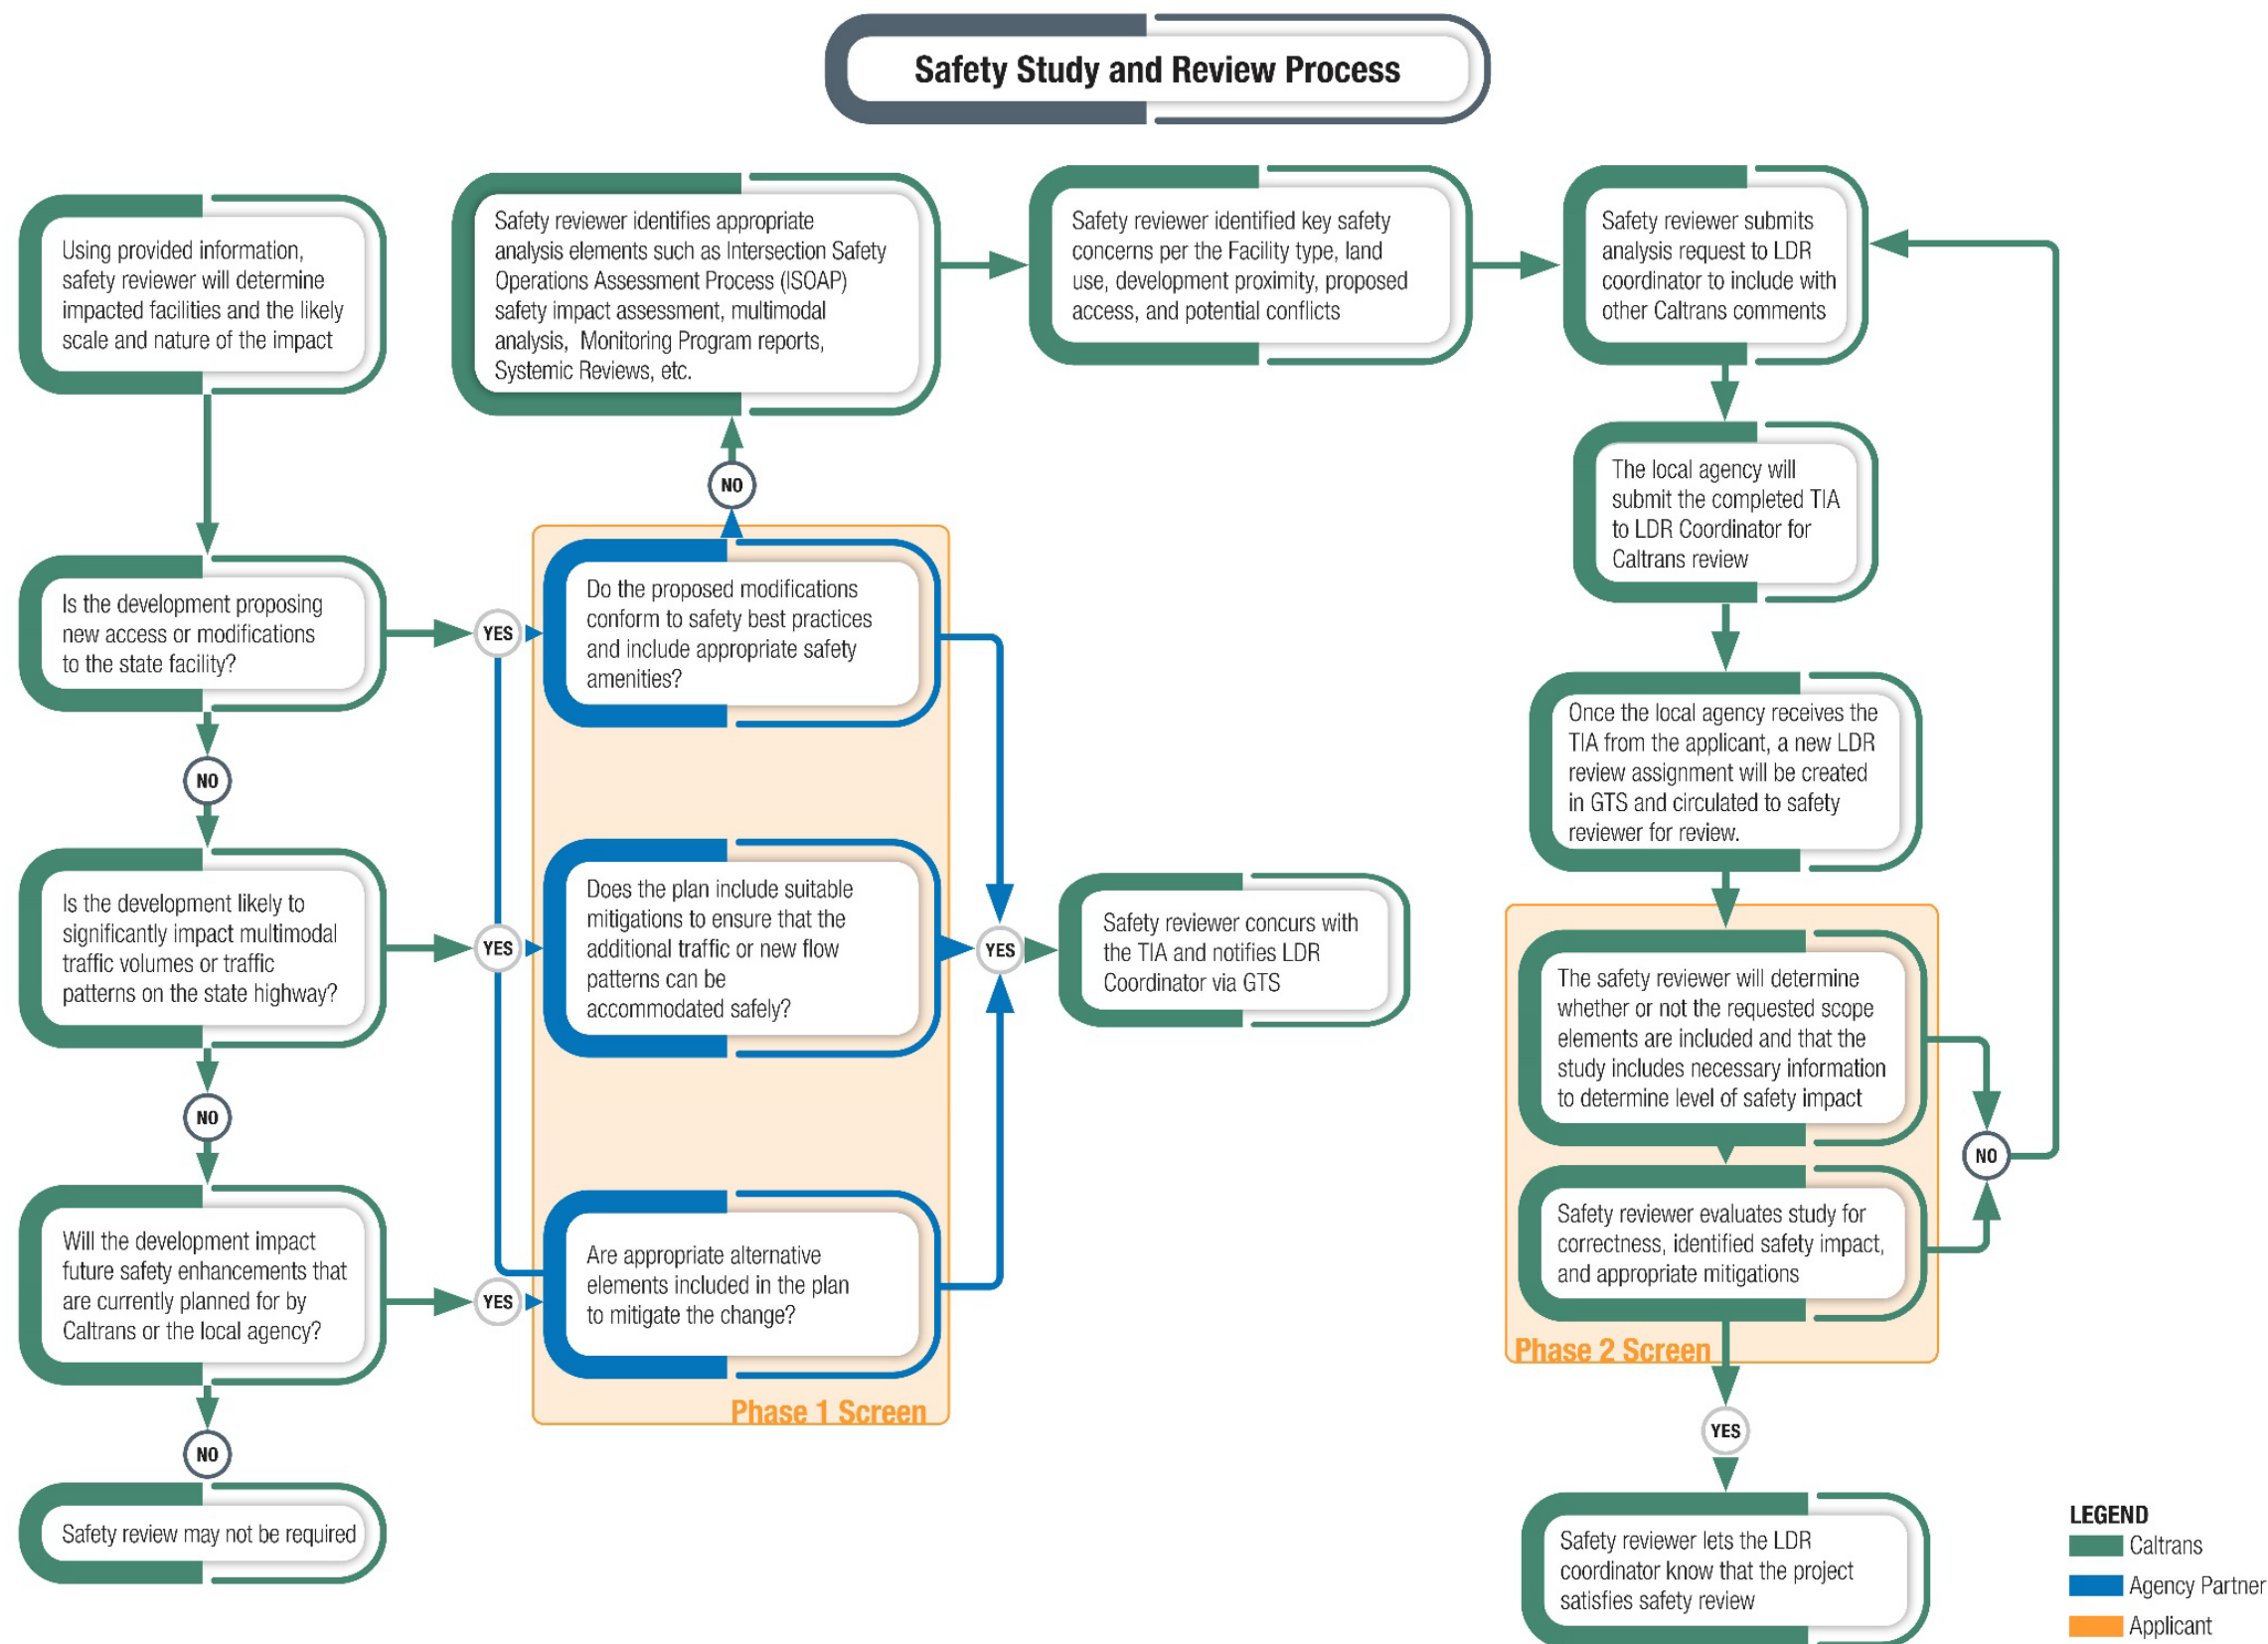 Safety Study and Review Process
Using provided information,
safety reviewer will determine
impacted facilities and the likely
scale and nature of the impact
Is the development proposing
new access or modifications
to the state facility?
YES
NO
Is the development likely to
significantly impact multimodal
traffic volumes or traffic
patterns on the state highway?
YES
NO
Will the development impact
future safety enhancements that
are currently planned for by
Caltrans or the local agency?
YES
NO
Safety review may not be required
Safety reviewer identifies appropriate
analysis elements such as Intersection Safety
Operations Assessment Process (ISOAP)
safety impact assessment, multimodal
analysis, Monitoring Program reports,
Systemic Reviews, etc.
NO
Do the proposed modifications
conform to safety best practices
and include appropriate safety
amenities?
Does the plan include suitable
mitigations to ensure that the
additional traffic or new flow
patterns can be
accommodated safely?
Are appropriate alternative
elements included in the plan
to mitigate the change?
Phase 1 Screen
YES
Safety reviewer concurs with
the TIA and notifies LDR
Coordinator via GTS
Safety reviewer identified key safety
concerns per the Facility type, land
use, development proximity, proposed
access, and potential conflicts
Safety reviewer submits
analysis request to LDR
coordinator to include with
other Caltrans comments
The local agency will
submit the completed TIA
to LDR Coordinator for
Caltrans review
Once the local agency receives the
TIA from the applicant, a new LDR
review assignment will be created
in GTS and circulated to safety
reviewer for review.
The safety reviewer will determine
whether or not the requested scope
elements are included and that the
study includes necessary information
to determine level of safety impact
NO
Safety reviewer evaluates study for
correctness, identified safety impact,
and appropriate mitigations
Phase 2 Screen
YES
Safety reviewer lets the LDR
coordinator know that the project
satisfies safety review
LEGEND
Caltrans
Agency Partner
Applicant